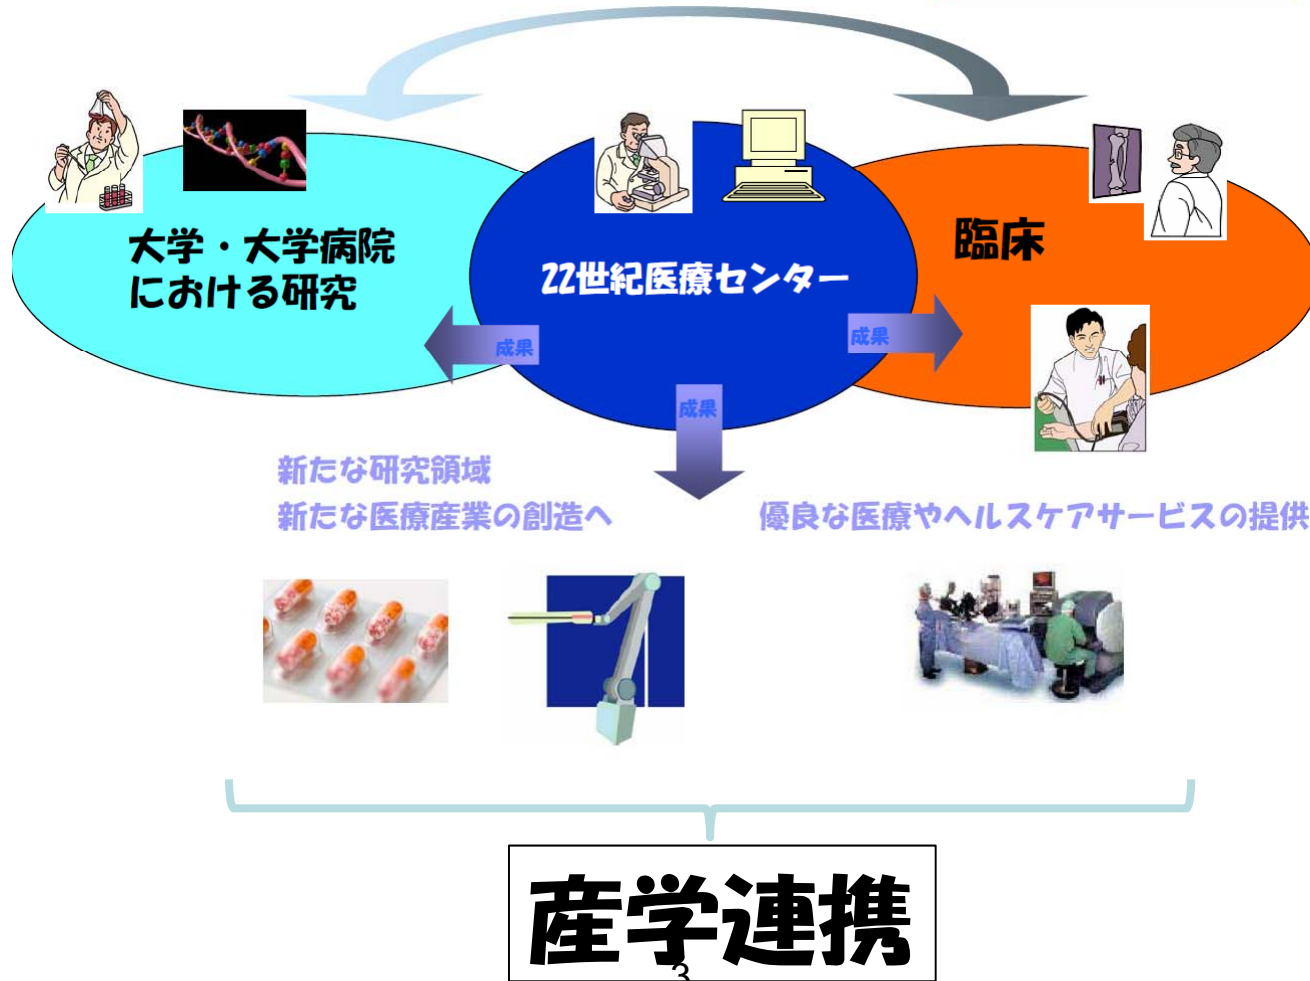 大学・大学病院
における研究
22世紀医療センター
臨床
成果
成果
成果
新たな研究領域
新たな医療産業の創造へ
優良な医療やヘルスケアサービスの提供
産学連携
3